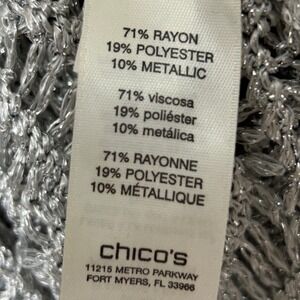 71% RAYON
19% POLYESTER
10% METALLIC
71% viscosa
19% poliéster
10% metálica
71% RAYONNE
19% POLYESTER
10% MÉTALLIQUE
chico's
11215 METRO PARKWAY
FORT MYERS, FL 33966